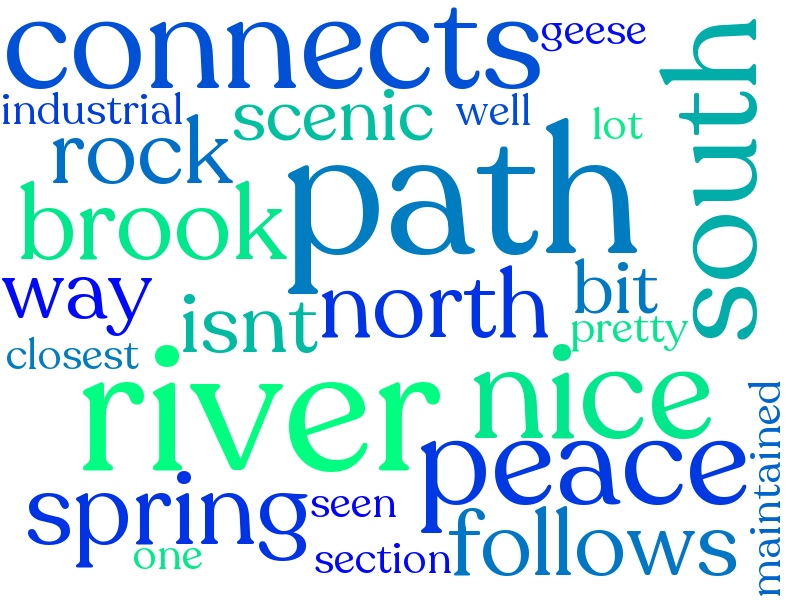 connects
geese
industrial
scenic
well
lot
south
rock
path
brook
way
isnt
north
bit
pretty
closest
river
nice
peace
maintained
spring
seen
follows
one
section